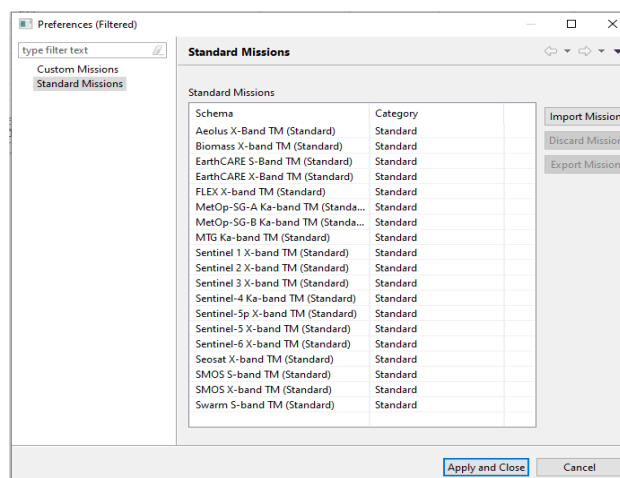 Preferences (Filtered)
type filter text
Custom Missions
Standard Missions
Standard Missions
Standard Missions
Schema Category
Aeolus X-Band TM (Standard) Standard
Biomass X-Band TM (Standard) Standard
EarthCARE S-Band TM (Standard) Standard
EarthCARE X-Band TM (Standard) Standard
FLEX X-band TM (Standard) Standard
MetOp-SG-A Ka-band TM (Standa... Standard
MetOp-SG-B Ka-band TM (Standa... Standard
MTG Ka-band TM (Standard) Standard
Sentinel 1 X-band TM (Standard) Standard
Sentinel 2 X-band TM (Standard) Standard
Sentinel 3 X-band TM (Standard) Standard
Sentinel-4 Ka-band TM (Standard) Standard
Sentinel-5p X-band TM (Standard) Standard
Sentinel-5 X-band TM (Standard) Standard
Sentinel-6 X-band TM (Standard) Standard
Seosat X-band TM (Standard) Standard
SMOS S-band TM (Standard) Standard
SMOS X-band TM (Standard) Standard
Swarm S-band TM (Standard) Standard
Import Mission
Discard Mission
Export Mission
Apply and Close Cancel